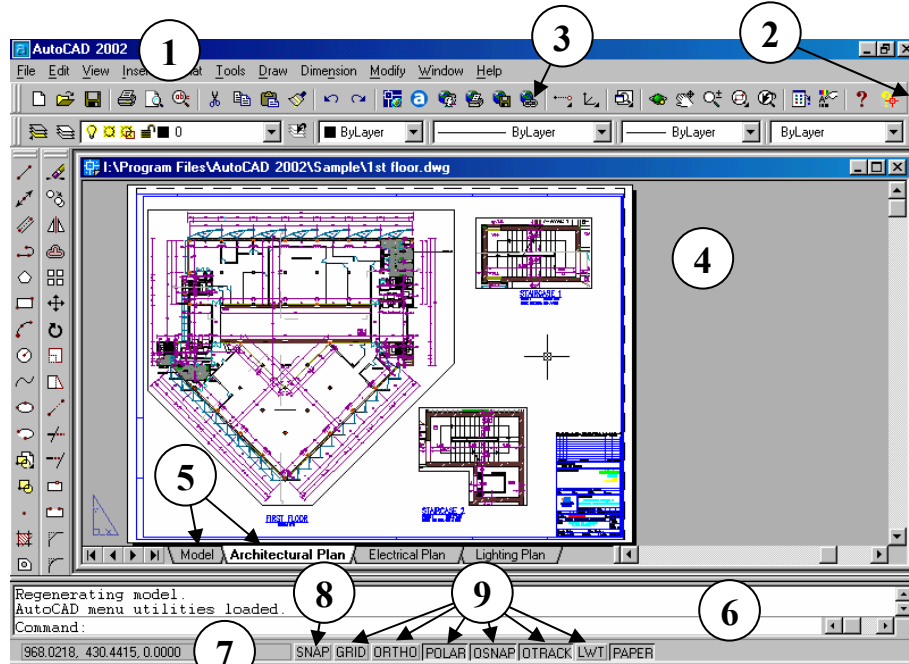 AutoCAD 2002
1
3
2
File Edit View Insert Format Tools Draw Dimension Modify Window Help
0
ByLayer
ByLayer
ByLayer
ByLayer
I:\Program Files\AutoCAD 2002\Sample\1st floor.dwg
4
STAIRCASE 1
5
FIRST FLOOR
STAIRCASE 2
Model
Architectural Plan
Electrical Plan
Lighting Plan
Regenerating model.
AutoCAD menu utilities loaded.
Command:
8
9
6
968.0218, 430.4415, 0.0000
7
SNAP GRID ORTHO POLAR OSNAP OTRACK LWT PAPER